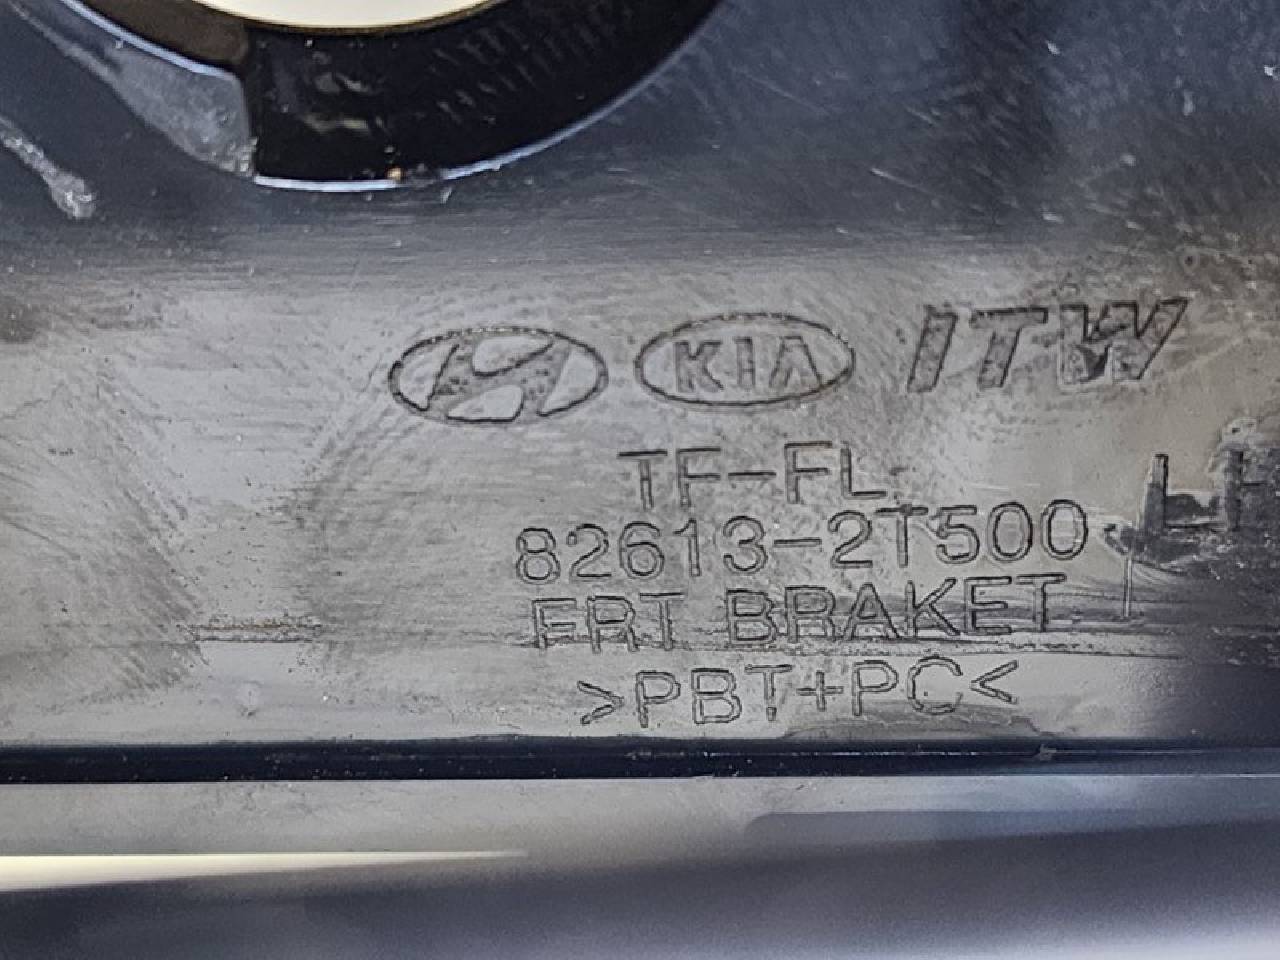 KIA ITW
TF-FL
82613-2T500
LH
FRT BRAKET
>PBT+PC<